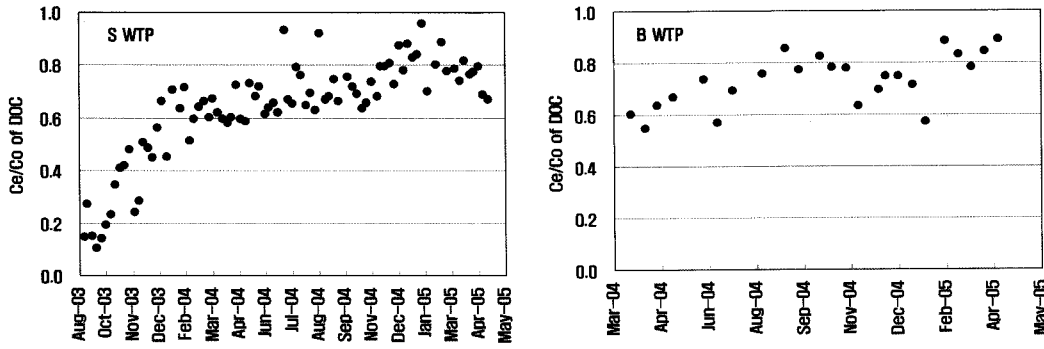 S WTP
Ce/Co of DOC
1.0
0.8
0.6
0.4
0.2
0.0
Aug-03
Oct-03
Nov-03
Dec-03
Feb-04
Mar-04
Apr-04
Jun-04
Jul-04
Aug-04
Sep-04
Nov-04
Dec-04
Jan-05
Mar-05
Apr-05
May-05
B WTP
Ce/Co of DOC
1.0
0.8
0.6
0.4
0.2
0.0
Mar-04
Apr-04
Jun-04
Aug-04
Sep-04
Nov-04
Dec-04
Feb-05
Apr-05
May-05